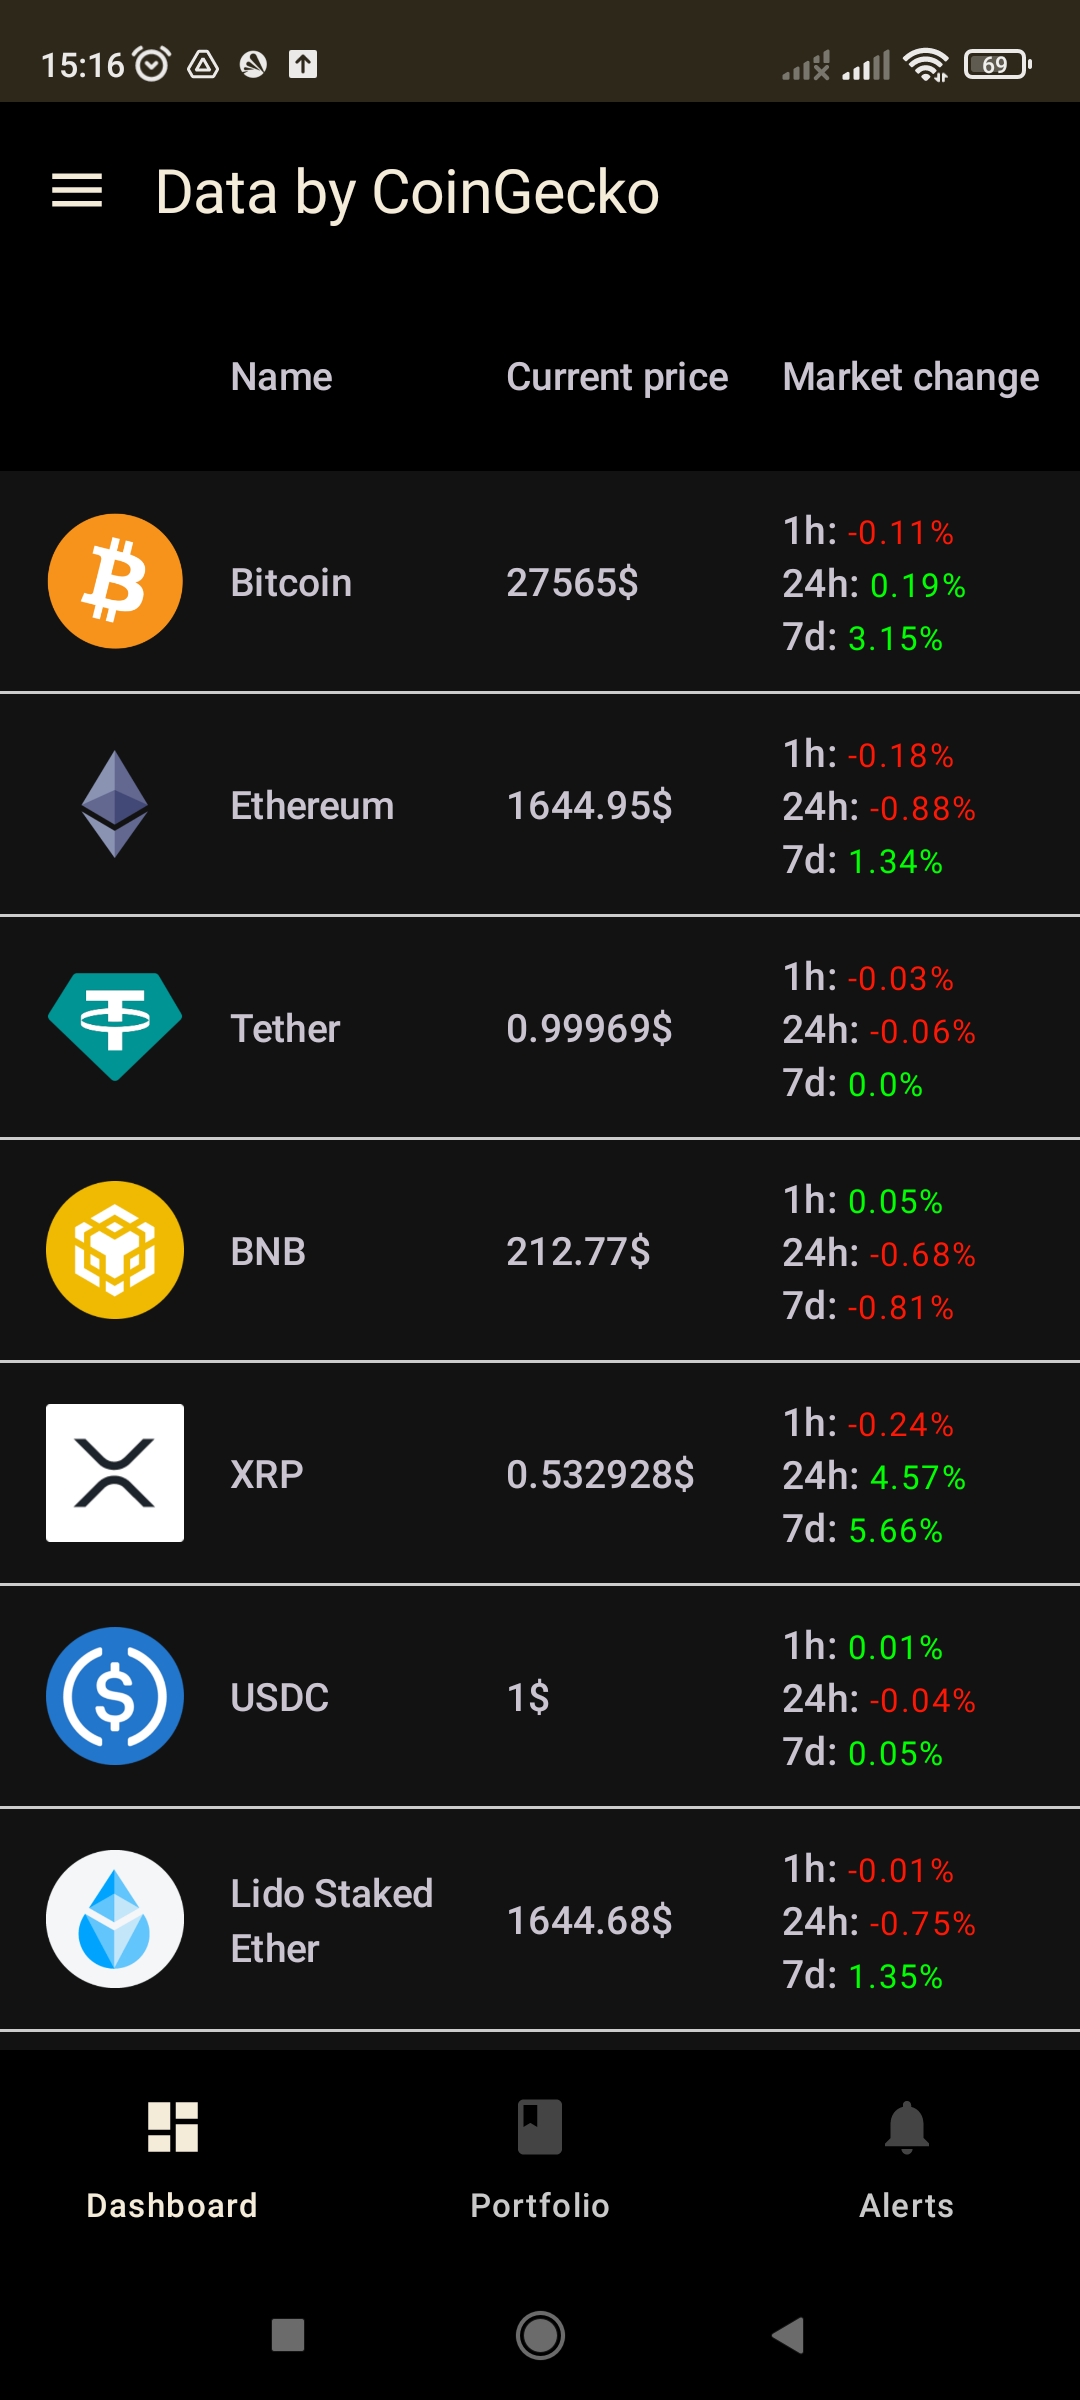 15:16 69
Data by CoinGecko
Name Current price Market change
1h: -0.11%
Bitcoin 27565$ 24h: 0.19%
7d: 3.15%
1h: -0.18%
Ethereum 1644.95$ 24h: -0.88%
7d: 1.34%
1h: -0.03%
Tether 0.99969$ 24h: -0.06%
7d: 0.0%
1h: 0.05%
BNB 212.77$ 24h: -0.68%
7d: -0.81%
1h: -0.24%
XRP 0.532928$ 24h: 4.57%
7d: 5.66%
1h: 0.01%
USDC 1$ 24h: -0.04%
7d: 0.05%
1h: -0.01%
Lido Staked
Ether 1644.68$ 24h: -0.75%
7d: 1.35%
Dashboard Portfolio Alerts